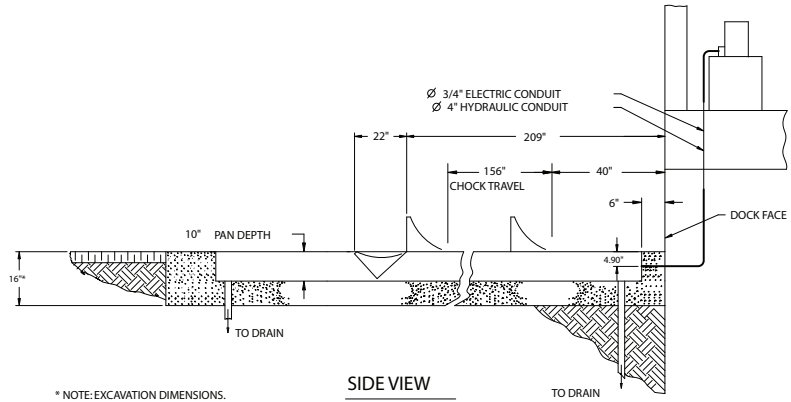 Ø 3/4" ELECTRIC CONDUIT
Ø 4" HYDRAULIC CONDUIT
22"
209"
156"
CHOCK TRAVEL
40"
6"
DOCK FACE
10" PAN DEPTH
4.90"
16"*
TO DRAIN
SIDE VIEW
TO DRAIN
* NOTE: EXCAVATION DIMENSIONS.